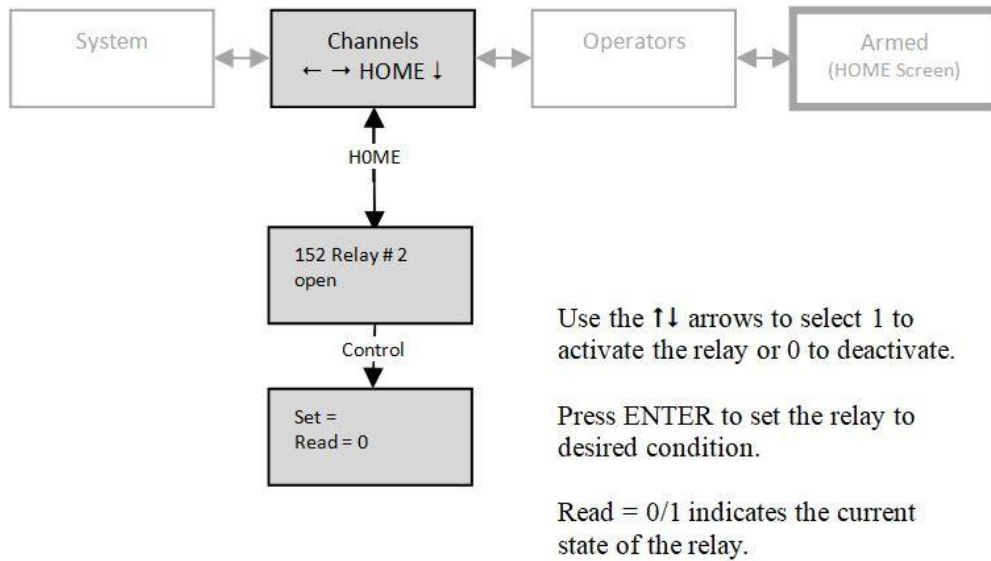 System
Channels
← → HOME ↓
Operators
Armed
(HOME Screen)
HOME
152 Relay # 2
open
Control
Set =
Read = 0
Use the ↑↓ arrows to select 1 to
activate the relay or 0 to deactivate.
Press ENTER to set the relay to
desired condition.
Read = 0/1 indicates the current
state of the relay.